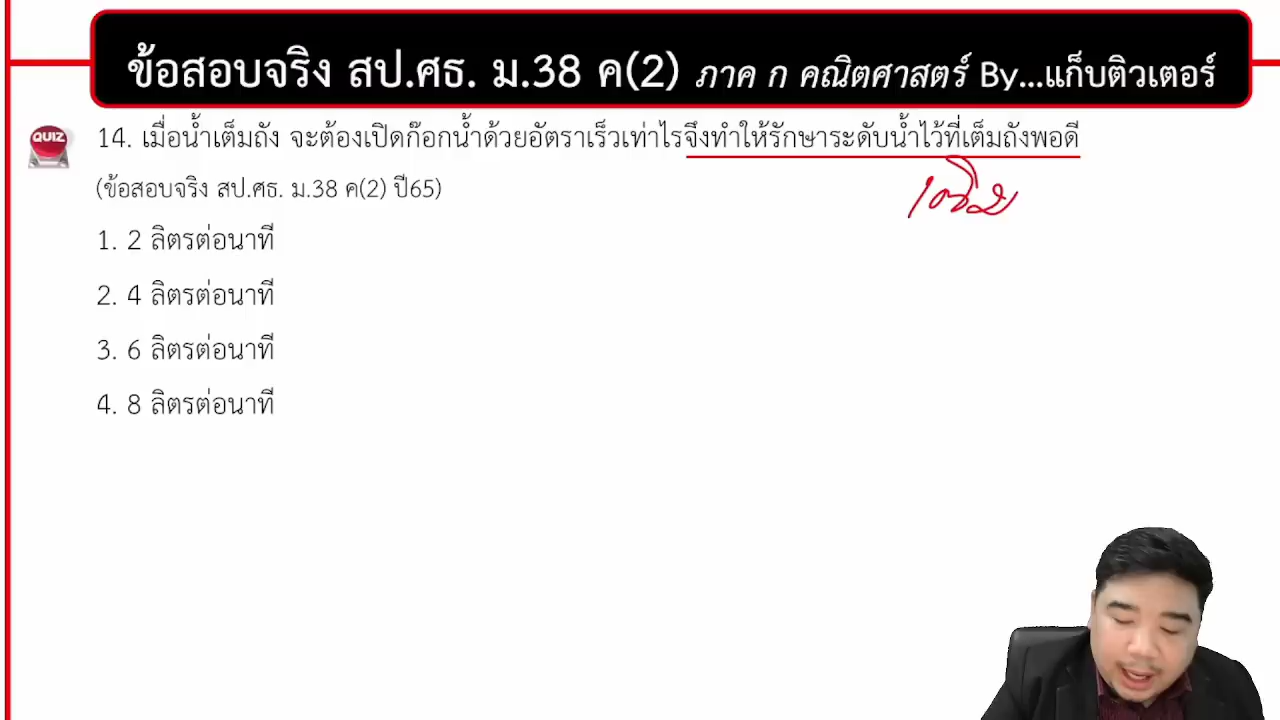 ข้อสอบจริง สป.ศธ. ม.38 ค(2) ภาค ก คณิตศาสตร์ By...แก็บติวเตอร์
QUIZ
14. เมื่อน้ำเต็มถัง จะต้องเปิดก๊อกน้ำด้วยอัตราเร็วเท่าไรจึงทำให้รักษาระดับน้ำไว้ที่เต็มถังพอดี
(ข้อสอบจริง สป.ศธ. ม.38 ค(2) ปี65)
1. 2 ลิตรต่อนาที
2. 4 ลิตรต่อนาที
3. 6 ลิตรต่อนาที
4. 8 ลิตรต่อนาที